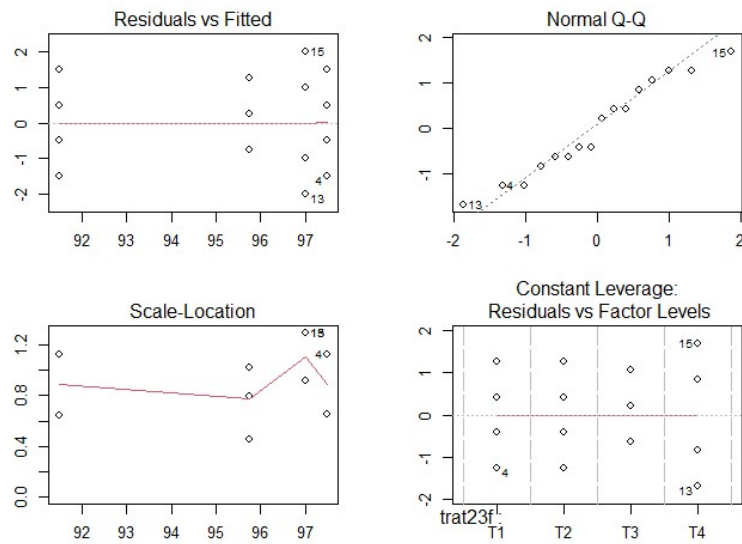 Residuals vs Fitted
2
1
0
-1
-2
15
4
13
92 93 94 95 96 97
Normal Q-Q
2
1
0
-1
15
4
13
-2 -1 0 1 2
Scale-Location
1.2
0.8
0.4
0.0
4
92 93 94 95 96 97
Constant Leverage:
Residuals vs Factor Levels
2
1
0
-1
-2
15
4
13
trat23f :
T1 T2 T3 T4